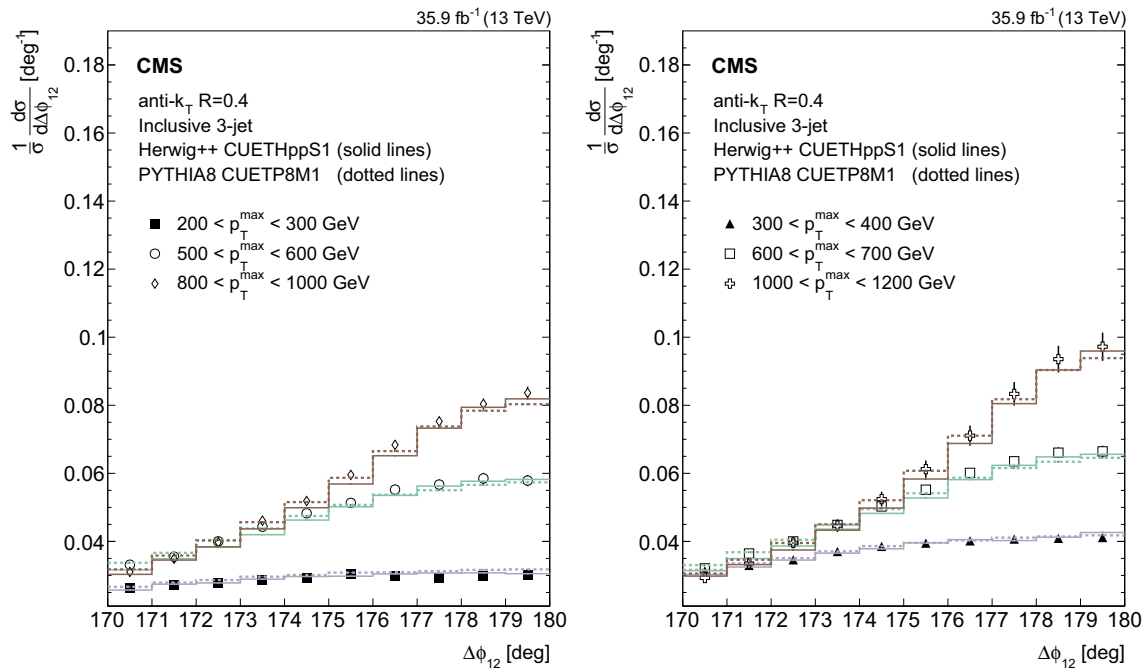 35.9 fb⁻¹ (13 TeV)
CMS
anti-k_T R=0.4
Inclusive 3-jet
Herwig++ CUETHppS1 (solid lines)
PYTHIA8 CUETP8M1 (dotted lines)
200 < p_T^max < 300 GeV
500 < p_T^max < 600 GeV
800 < p_T^max < 1000 GeV
1/σ dσ/dΔϕ₁₂ [deg⁻¹]
0.18
0.16
0.14
0.12
0.1
0.08
0.06
0.04
170 171 172 173 174 175 176 177 178 179 180
Δϕ₁₂ [deg]
35.9 fb⁻¹ (13 TeV)
CMS
anti-k_T R=0.4
Inclusive 3-jet
Herwig++ CUETHppS1 (solid lines)
PYTHIA8 CUETP8M1 (dotted lines)
300 < p_T^max < 400 GeV
600 < p_T^max < 700 GeV
1000 < p_T^max < 1200 GeV
1/σ dσ/dΔϕ₁₂ [deg⁻¹]
0.18
0.16
0.14
0.12
0.1
0.08
0.06
0.04
170 171 172 173 174 175 176 177 178 179 180
Δϕ₁₂ [deg]